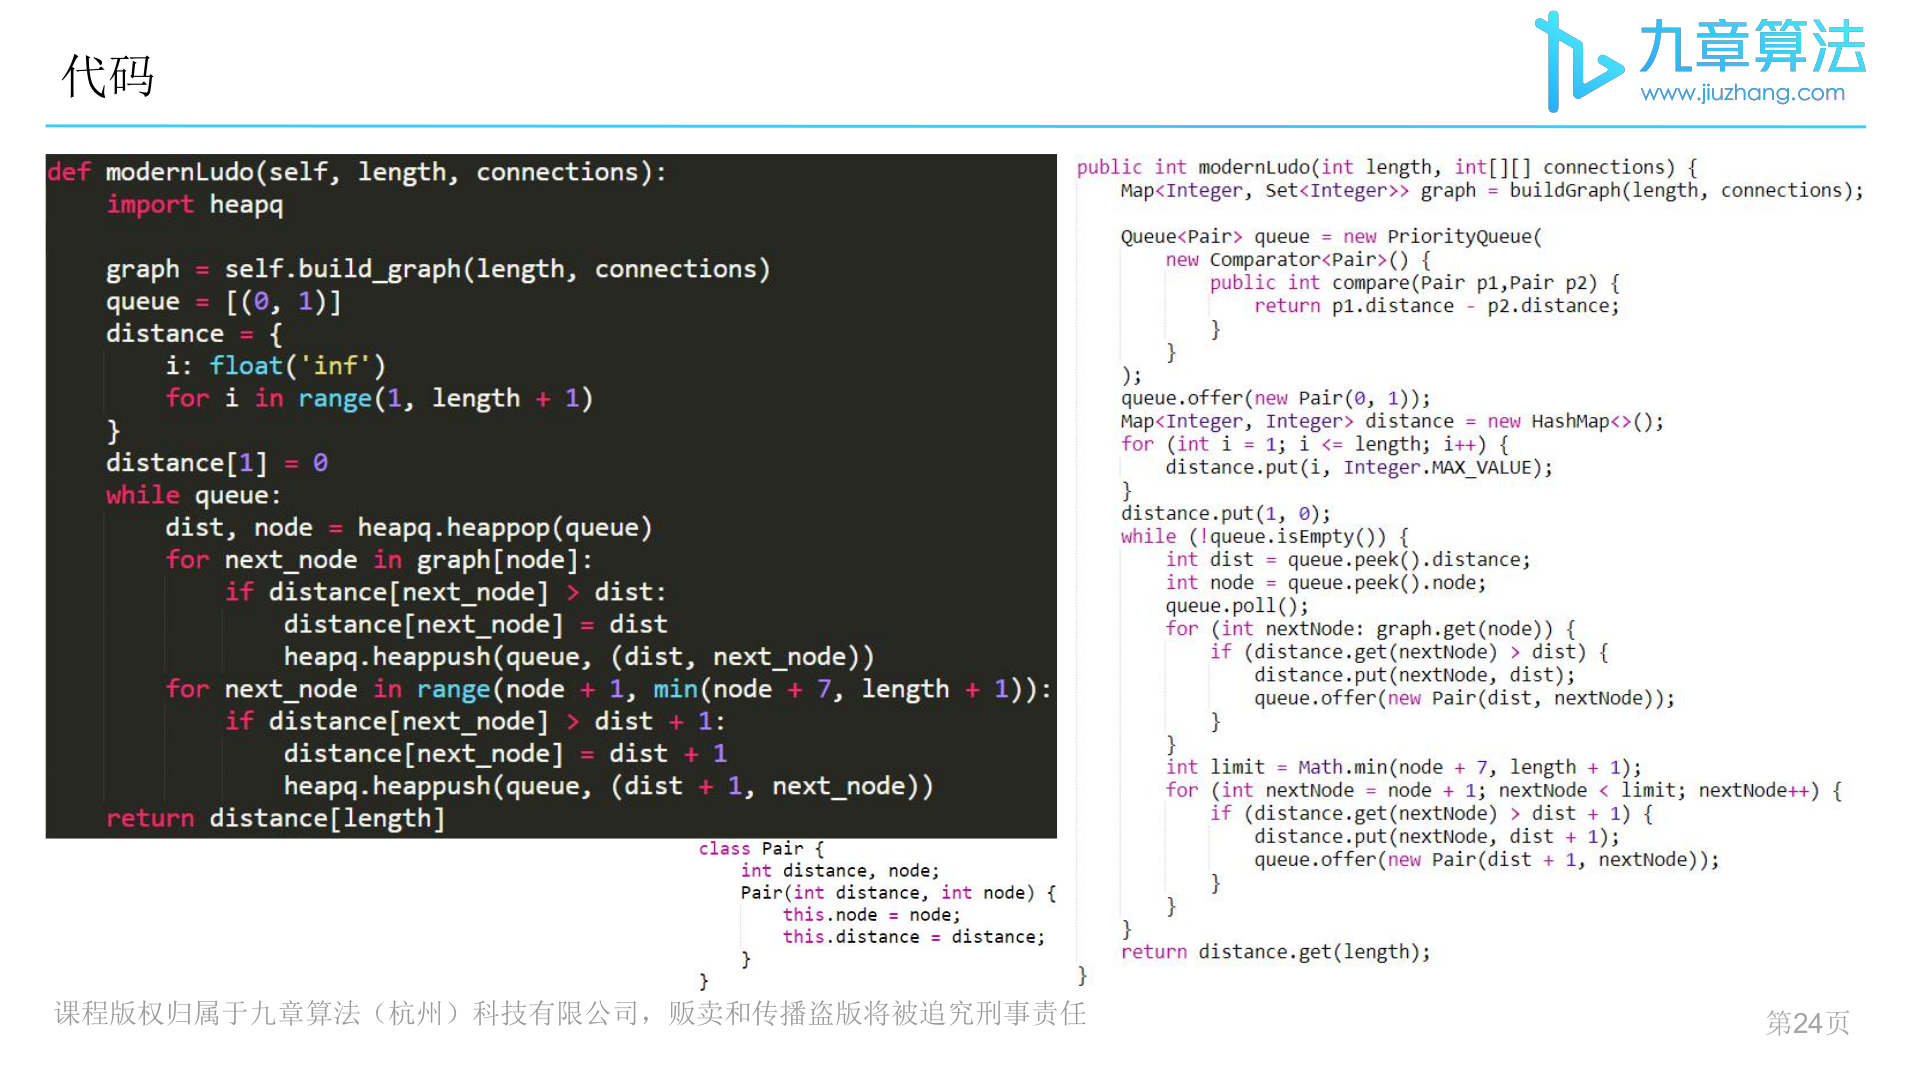 代码
九章算法
www.jiuzhang.com
def modernLudo(self, length, connections):
    import heapq

    graph = self.build_graph(length, connections)
    queue = [(0, 1)]
    distance = {
        i: float('inf')
        for i in range(1, length + 1)
    }
    distance[1] = 0
    while queue:
        dist, node = heapq.heappop(queue)
        for next_node in graph[node]:
            if distance[next_node] > dist:
                distance[next_node] = dist
                heapq.heappush(queue, (dist, next_node))
        for next_node in range(node + 1, min(node + 7, length + 1)):
            if distance[next_node] > dist + 1:
                distance[next_node] = dist + 1
                heapq.heappush(queue, (dist + 1, next_node))
    return distance[length]
class Pair {
    int distance, node;
    Pair(int distance, int node) {
        this.node = node;
        this.distance = distance;
    }
}
public int modernLudo(int length, int[][] connections) {
    Map<Integer, Set<Integer>> graph = buildGraph(length, connections);

    Queue<Pair> queue = new PriorityQueue(
        new Comparator<Pair>() {
            public int compare(Pair p1,Pair p2) {
                return p1.distance - p2.distance;
            }
        }
    );
    queue.offer(new Pair(0, 1));
    Map<Integer, Integer> distance = new HashMap<>();
    for (int i = 1; i <= length; i++) {
        distance.put(i, Integer.MAX_VALUE);
    }
    distance.put(1, 0);
    while (!queue.isEmpty()) {
        int dist = queue.peek().distance;
        int node = queue.peek().node;
        queue.poll();
        for (int nextNode: graph.get(node)) {
            if (distance.get(nextNode) > dist) {
                distance.put(nextNode, dist);
                queue.offer(new Pair(dist, nextNode));
            }
        }
        int limit = Math.min(node + 7, length + 1);
        for (int nextNode = node + 1; nextNode < limit; nextNode++) {
            if (distance.get(nextNode) > dist + 1) {
                distance.put(nextNode, dist + 1);
                queue.offer(new Pair(dist + 1, nextNode));
            }
        }
    }
    return distance.get(length);
}
课程版权归属于九章算法（杭州）科技有限公司，贩卖和传播盗版将被追究刑事责任
第24页